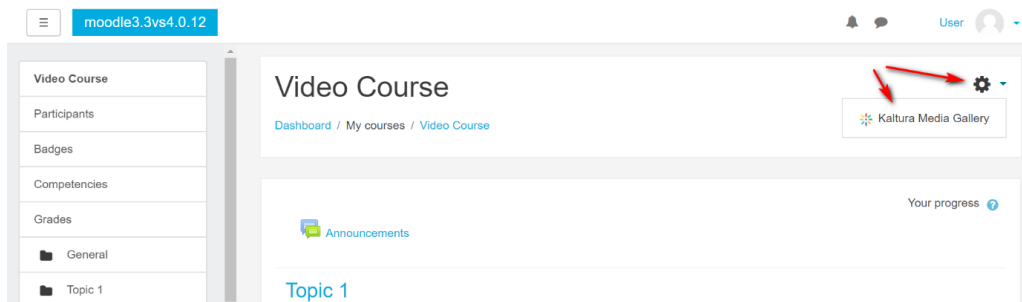 moodle3.3vs4.0.12
User
Video Course
Participants
Badges
Competencies
Grades
General
Topic 1
Video Course
Dashboard / My courses / Video Course
Kaltura Media Gallery
Your progress
Announcements
Topic 1